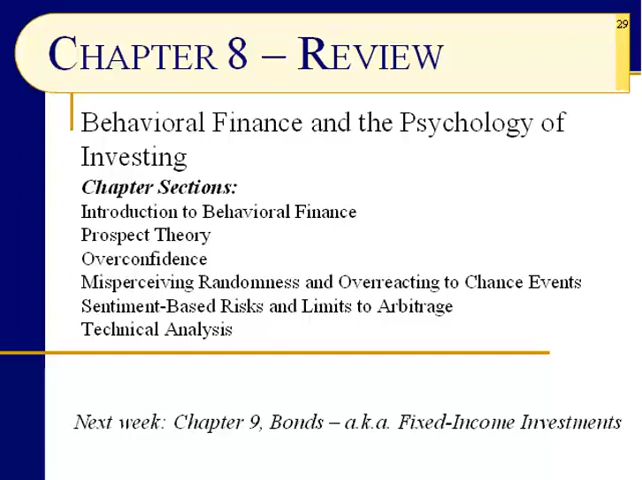 29
CHAPTER 8 – REVIEW
Behavioral Finance and the Psychology of
Investing
Chapter Sections:
Introduction to Behavioral Finance
Prospect Theory
Overconfidence
Misperceiving Randomness and Overreacting to Chance Events
Sentiment-Based Risks and Limits to Arbitrage
Technical Analysis
Next week: Chapter 9, Bonds – a.k.a. Fixed-Income Investments